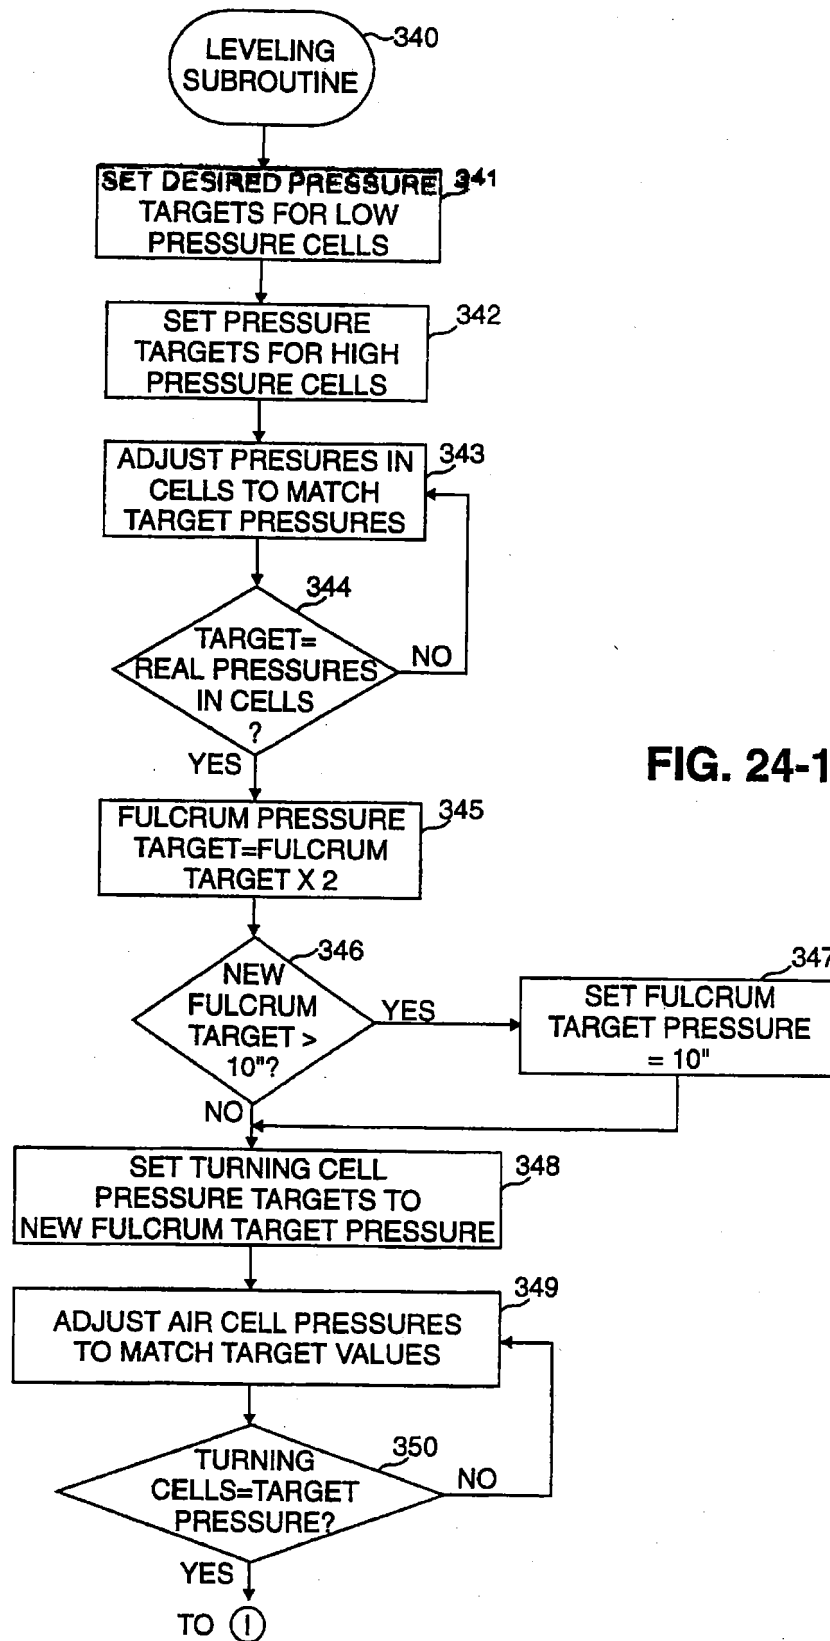 LEVELING
SUBROUTINE
340
SET DESIRED PRESSURE
TARGETS FOR LOW
PRESSURE CELLS
341
SET PRESSURE
TARGETS FOR HIGH
PRESSURE CELLS
342
ADJUST PRESURES IN
CELLS TO MATCH
TARGET PRESSURES
343
344
TARGET=
REAL PRESSURES
IN CELLS
?
NO
YES
FIG. 24-1
FULCRUM PRESSURE
TARGET=FULCRUM
TARGET X 2
345
346
NEW
FULCRUM
TARGET >
10"?
YES
NO
347
SET FULCRUM
TARGET PRESSURE
= 10"
SET TURNING CELL
PRESSURE TARGETS TO
NEW FULCRUM TARGET PRESSURE
348
ADJUST AIR CELL PRESSURES
TO MATCH TARGET VALUES
349
350
TURNING
CELLS=TARGET
PRESSURE?
NO
YES
TO I